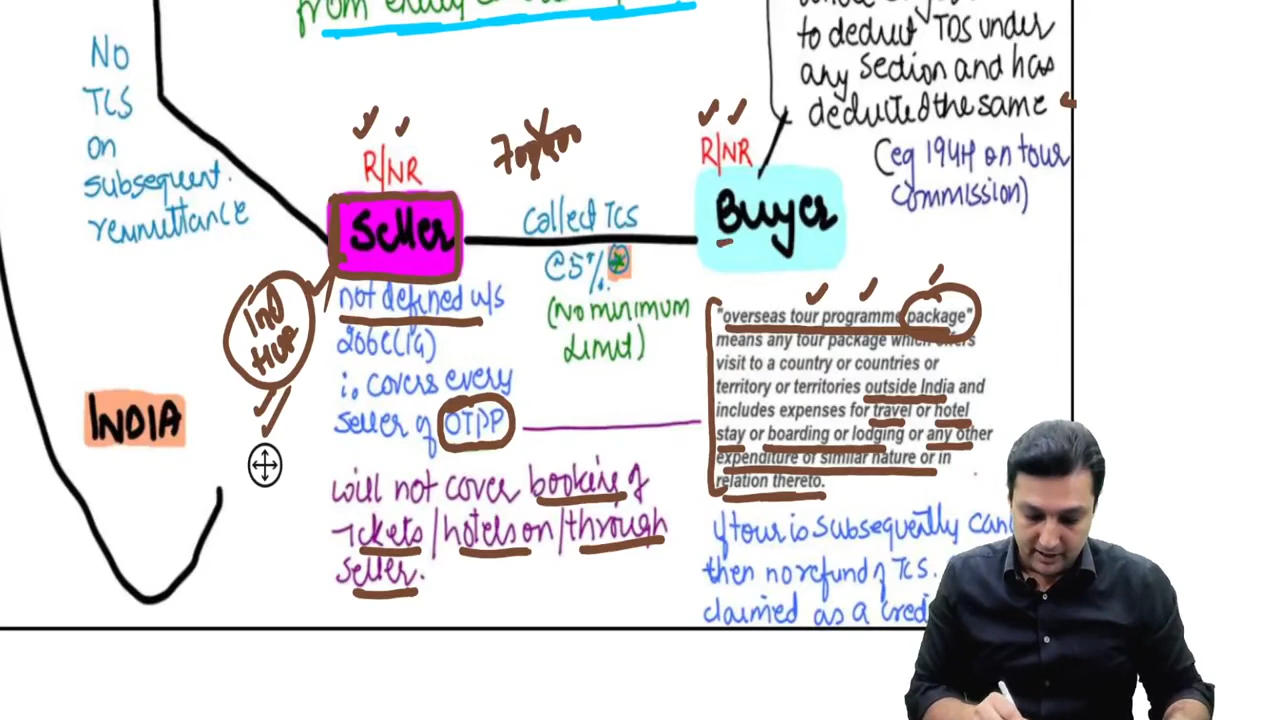 from
to deduct TDS under
any Section and has
deducted the same
(eg 194H on tour
commission)
NO
TCS
on
subsequent
remmittance
R/NR
Seller
Collect TCS
@5%
(No minimum
Limit)
R/NR
Buyer
not defined u/s
206C(1G)
i. covers every
seller of OTPP
will not cover booking of
tickets/hotels on/through
seller.
IND
HUF
INDIA
"overseas tour programme package"
means any tour package which offers
visit to a country or countries or
territory or territories outside India and
includes expenses for travel or hotel
stay or boarding or lodging or any other
expenditure of similar nature or in
relation thereto.
If tour is subsequently
then no refund of TCS.
claimed as a